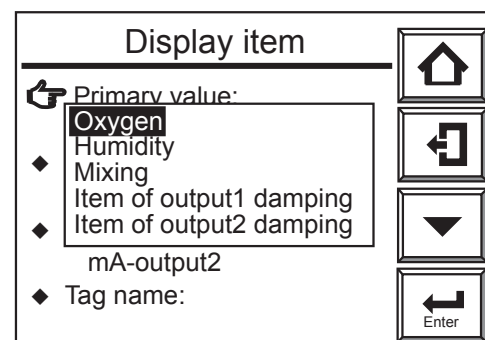 Display item
Primary value:
Oxygen
Humidity
Mixing
Item of output1 damping
Item of output2 damping
mA-output2
Tag name:
Enter